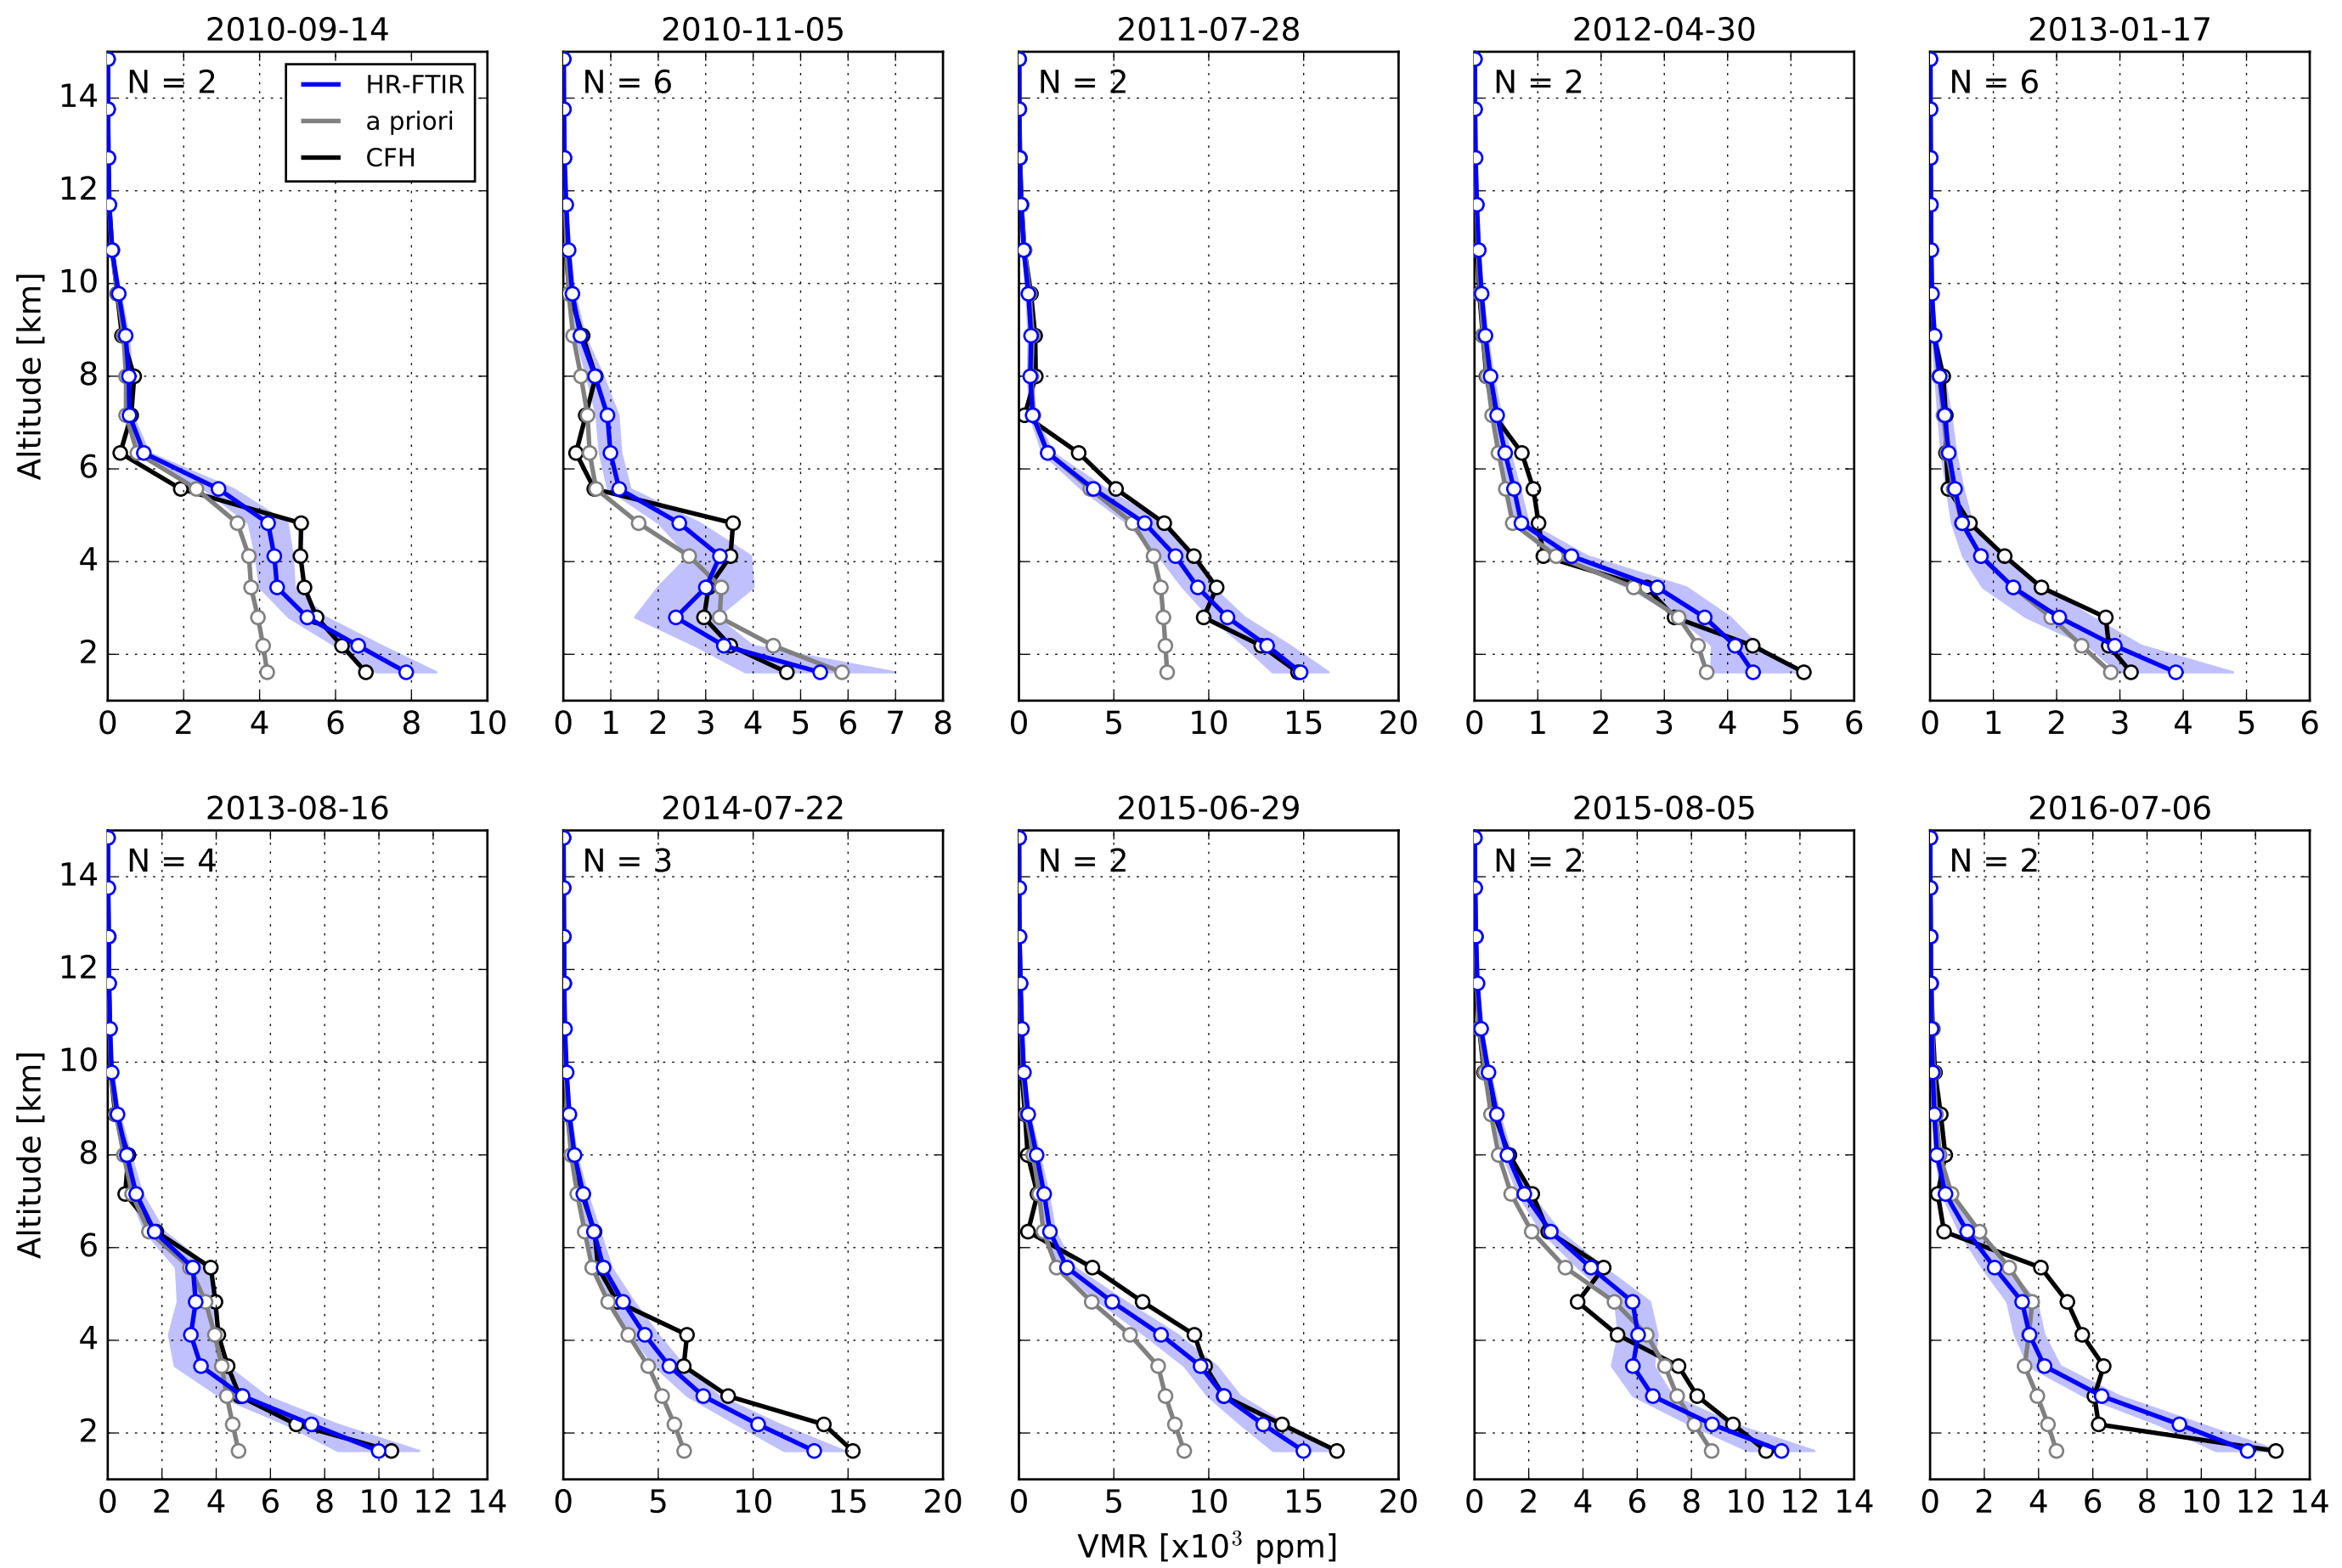 2010-09-14 2010-11-05 2011-07-28 2012-04-30 2013-01-17
N = 2 N = 6 N = 2 N = 2 N = 6
HR-FTIR
a priori
CFH
Altitude [km]
14
12
10
8
6
4
2
0 2 4 6 8 10
0 1 2 3 4 5 6 7 8
0 5 10 15 20
0 1 2 3 4 5 6
0 1 2 3 4 5 6
2013-08-16 2014-07-22 2015-06-29 2015-08-05 2016-07-06
N = 4 N = 3 N = 2 N = 2 N = 2
Altitude [km]
14
12
10
8
6
4
2
0 2 4 6 8 10 12 14
0 5 10 15 20
0 5 10 15 20
0 2 4 6 8 10 12 14
0 2 4 6 8 10 12 14
VMR [x10³ ppm]